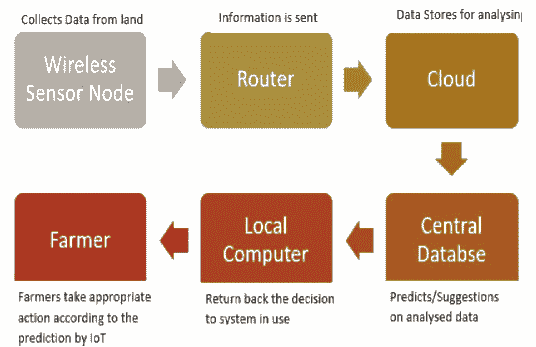 Collects Data from land
Information is sent
Data Stores for analysing
Wireless
Sensor Node
Router
Cloud
Farmer
Local
Computer
Central
Databse
Farmers take appropriate
action according to the
prediction by IoT
Return back the decision
to system in use
Predicts/Suggestions
on analysed data